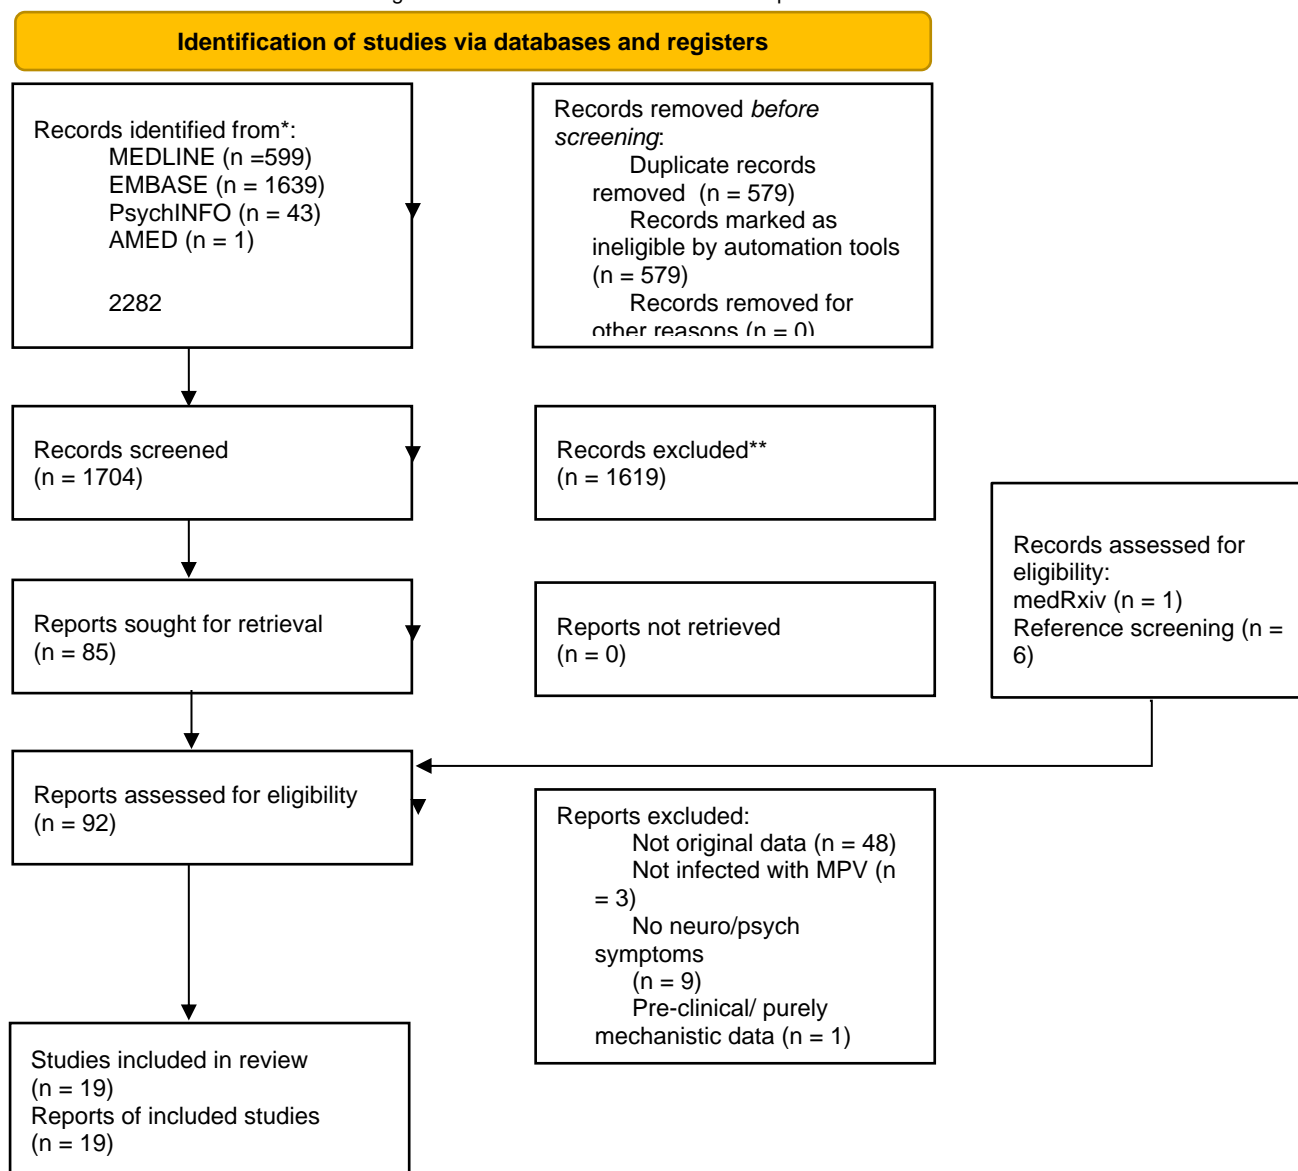 Identification of studies via databases and registers
Records identified from*:
MEDLINE (n =599)
EMBASE (n = 1639)
PsychINFO (n = 43)
AMED (n = 1)
2282
Records removed before
screening:
Duplicate records
removed  (n = 579)
Records marked as
ineligible by automation tools
(n = 579)
Records removed for
other reasons (n = 0)
Records screened
(n = 1704)
Records excluded**
(n = 1619)
Records assessed for
eligibility:
medRxiv (n = 1)
Reference screening (n =
6)
Reports sought for retrieval
(n = 85)
Reports not retrieved
(n = 0)
Reports assessed for eligibility
(n = 92)
Reports excluded:
Not original data (n = 48)
Not infected with MPV (n
= 3)
No neuro/psych
symptoms
(n = 9)
Pre-clinical/ purely
mechanistic data (n = 1)
Studies included in review
(n = 19)
Reports of included studies
(n = 19)